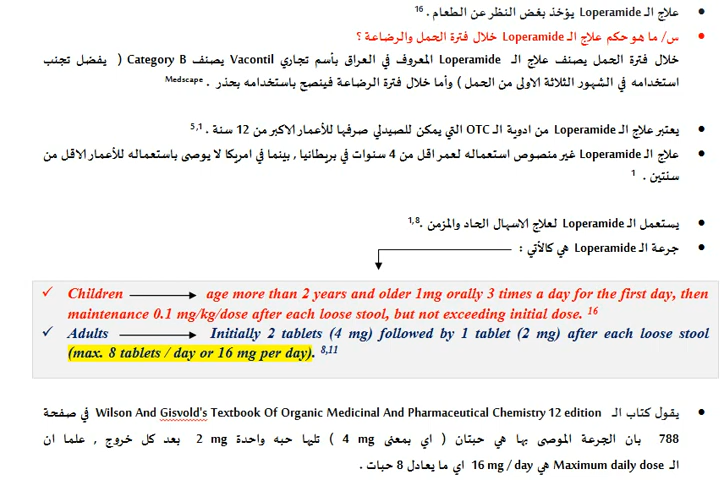 • علاج الـ Loperamide يؤخذ بغض النظر عن الطعام . 16
• س/ ما هو حكم علاج الـ Loperamide خلال فترة الحمل والرضاعة ؟
خلال فترة الحمل يصنف علاج الـ Loperamide المعروف في العراق بأسم تجاري Vacontil يصنف Category B ( يفضل تجنب
استخدامه في الشهور الثلاثة الاولى من الحمل ) وأما خلال فترة الرضاعة فينصح باستخدامه بحذر . Medscape
• يعتبر علاج الـ Loperamide من ادوية الـ OTC التي يمكن للصيدلي صرفها للأعمار الاكبر من 12 سنة . 5,1
• علاج الـ Loperamide غير منصوص استعماله لعمر اقل من 4 سنوات في بريطانيا , بينما في امريكا لا يوصى باستعماله للأعمار الاقل من
سنتين . 1
• يستعمل الـ Loperamide لعلاج الاسهال الحاد والمزمن . 1,8
• جرعة الـ Loperamide هي كالأتي :
✓ Children → age more than 2 years and older 1mg orally 3 times a day for the first day, then
maintenance 0.1 mg/kg/dose after each loose stool, but not exceeding initial dose. 16
✓ Adults → Initially 2 tablets (4 mg) followed by 1 tablet (2 mg) after each loose stool
(max. 8 tablets / day or 16 mg per day). 8,11
• يقول كتاب الـ Wilson And Gisvold's Textbook Of Organic Medicinal And Pharmaceutical Chemistry 12 edition في صفحة
788 بان الجرعة الموصى بها هي حبتان ( اي بمعنى 4 mg ) تليها حبه واحدة 2 mg بعد كل خروج , علما ان
الـ Maximum daily dose هي 16 mg / day اي ما يعادل 8 حبات .